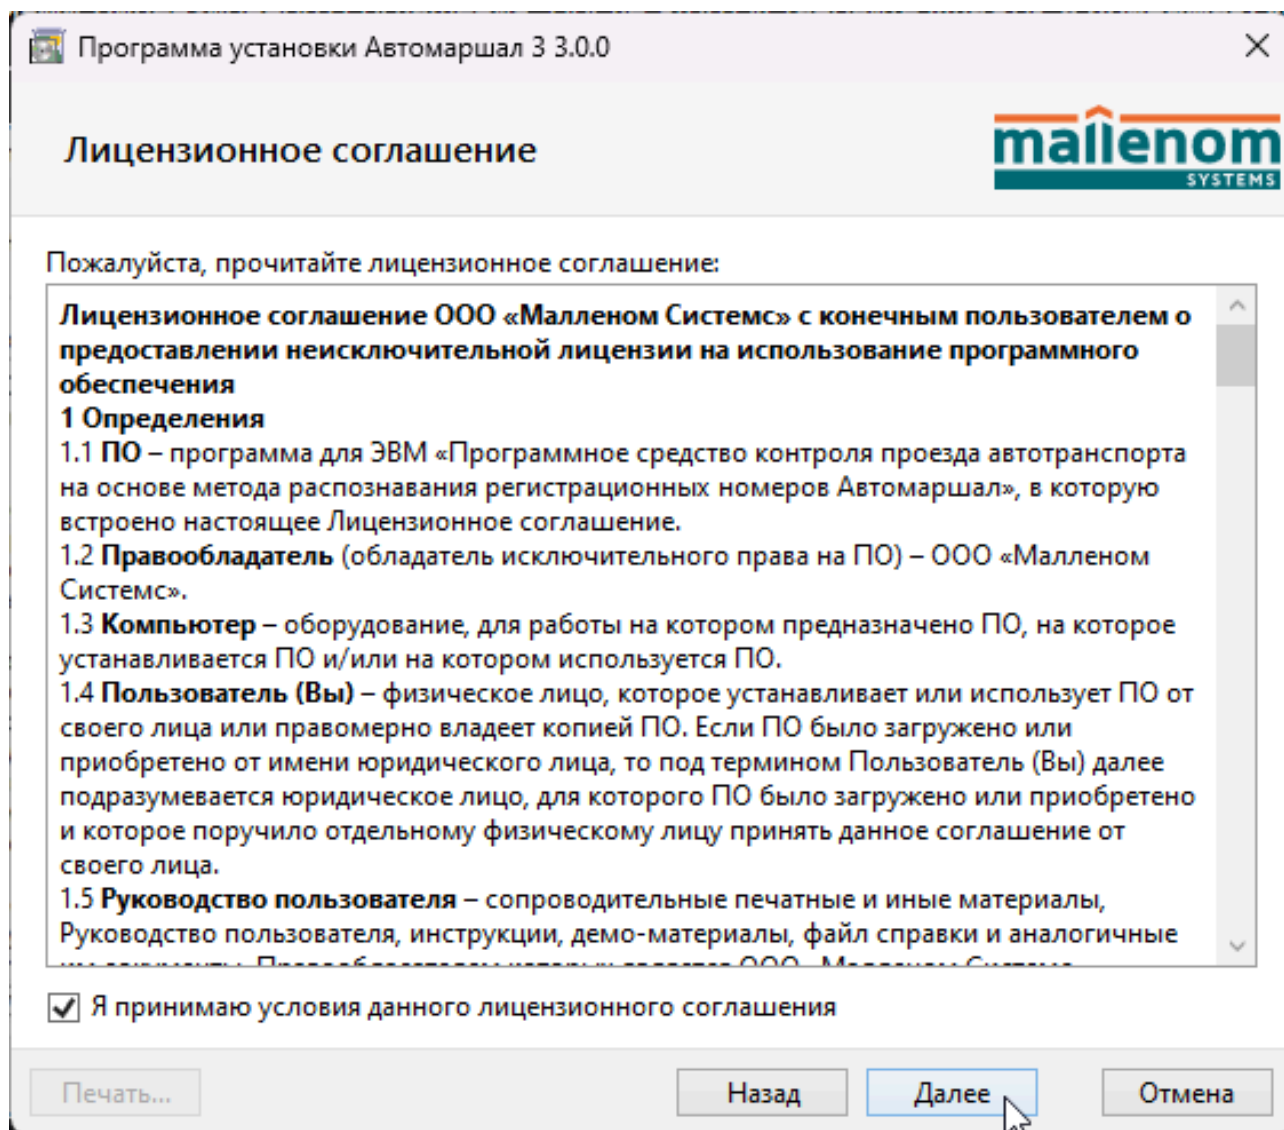 Программа установки Автомаршал 3 3.0.0
Лицензионное соглашение
mallenom
SYSTEMS
Пожалуйста, прочитайте лицензионное соглашение:
Лицензионное соглашение ООО «Малленом Системс» с конечным пользователем о
предоставлении неисключительной лицензии на использование программного
обеспечения
1 Определения
1.1 ПО – программа для ЭВМ «Программное средство контроля проезда автотранспорта
на основе метода распознавания регистрационных номеров Автомаршал», в которую
встроено настоящее Лицензионное соглашение.
1.2 Правообладатель (обладатель исключительного права на ПО) – ООО «Малленом
Системс».
1.3 Компьютер – оборудование, для работы на котором предназначено ПО, на которое
устанавливается ПО и/или на котором используется ПО.
1.4 Пользователь (Вы) – физическое лицо, которое устанавливает или использует ПО от
своего лица или правомерно владеет копией ПО. Если ПО было загружено или
приобретено от имени юридического лица, то под термином Пользователь (Вы) далее
подразумевается юридическое лицо, для которого ПО было загружено или приобретено
и которое поручило отдельному физическому лицу принять данное соглашение от
своего лица.
1.5 Руководство пользователя – сопроводительные печатные и иные материалы,
Руководство пользователя, инструкции, демо-материалы, файл справки и аналогичные
Я принимаю условия данного лицензионного соглашения
Печать...
Назад
Далее
Отмена